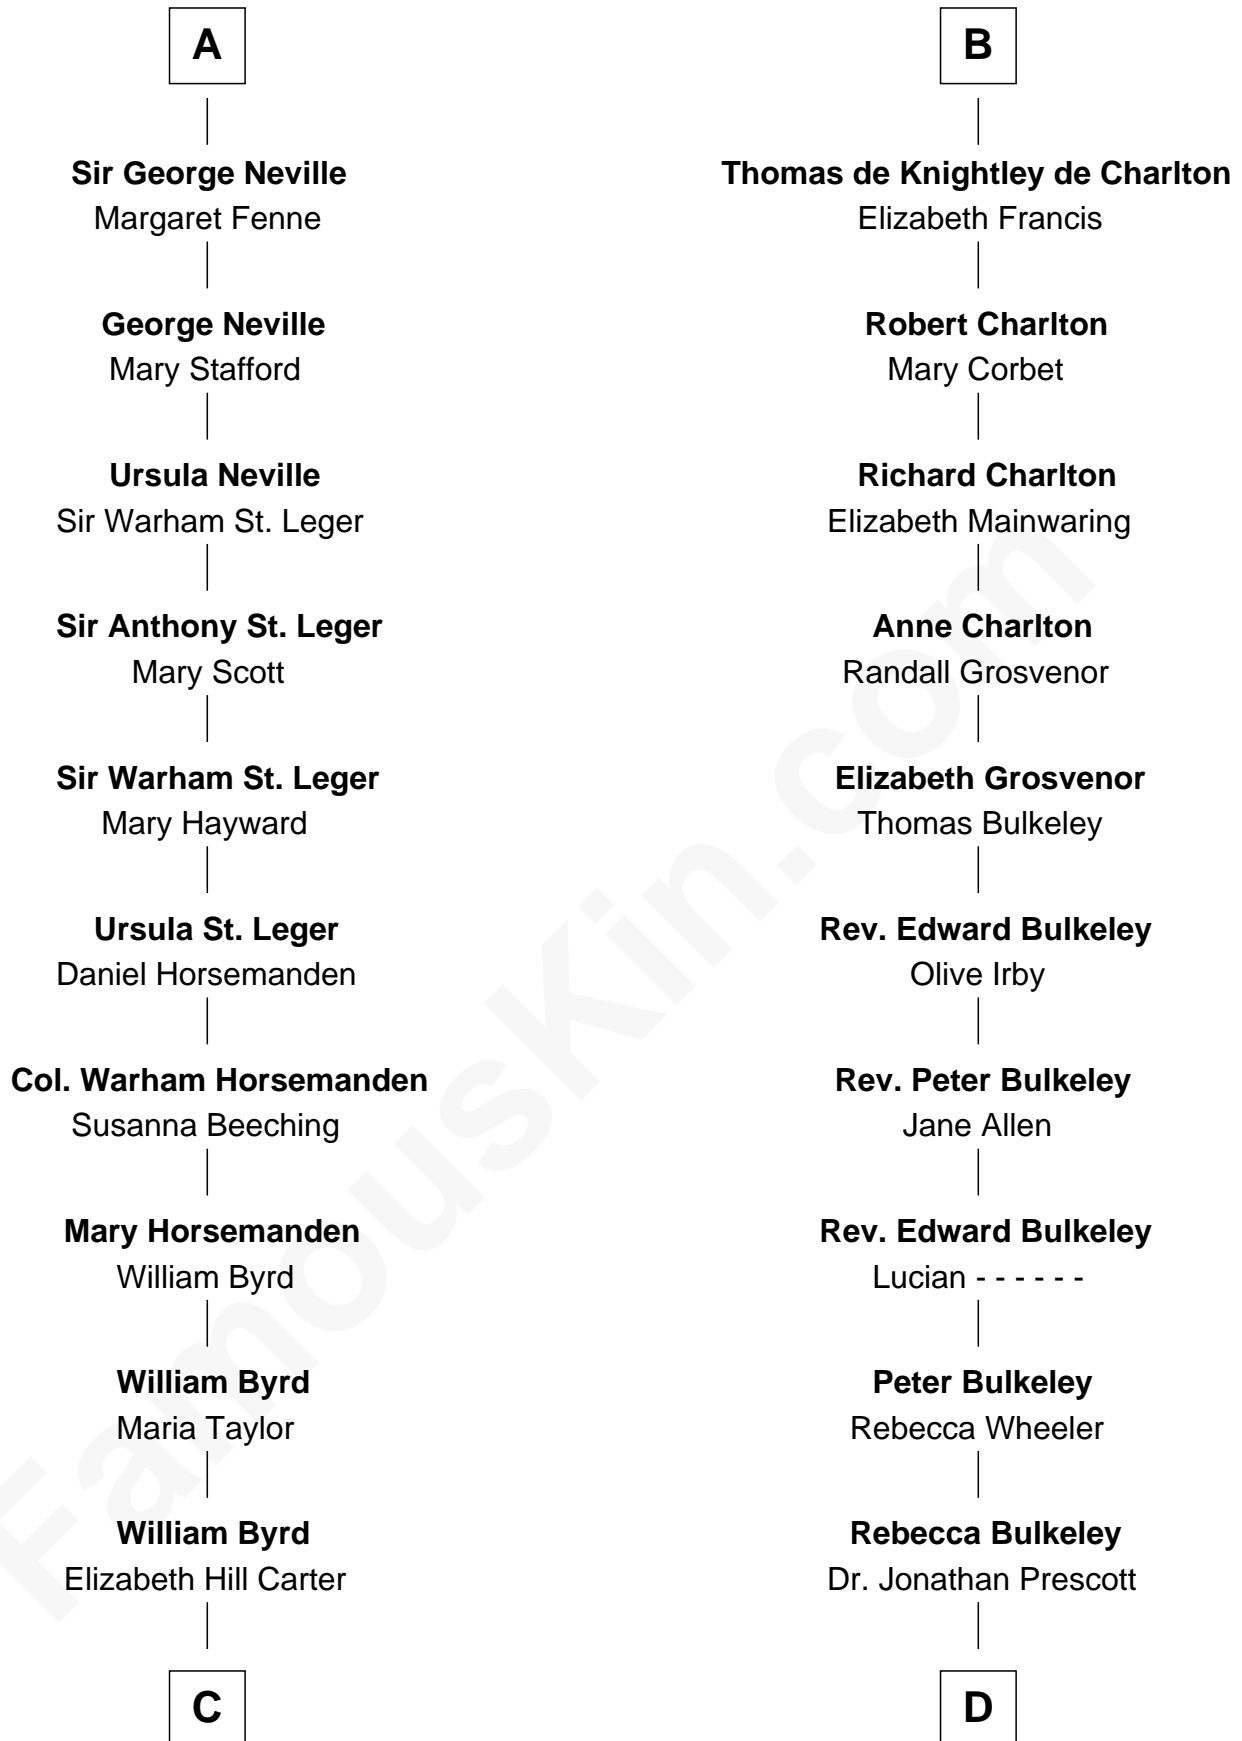 A
Sir George Neville
Margaret Fenne
George Neville
Mary Stafford
Ursula Neville
Sir Warham St. Leger
Sir Anthony St. Leger
Mary Scott
Sir Warham St. Leger
Mary Hayward
Ursula St. Leger
Daniel Horsemanden
Col. Warham Horsemanden
Susanna Beeching
Mary Horsemanden
William Byrd
William Byrd
Maria Taylor
William Byrd
Elizabeth Hill Carter
C
B
Thomas de Knightley de Charlton
Elizabeth Francis
Robert Charlton
Mary Corbet
Richard Charlton
Elizabeth Mainwaring
Anne Charlton
Randall Grosvenor
Elizabeth Grosvenor
Thomas Bulkeley
Rev. Edward Bulkeley
Olive Irby
Rev. Peter Bulkeley
Jane Allen
Rev. Edward Bulkeley
Lucian - - - - - -
Peter Bulkeley
Rebecca Wheeler
Rebecca Bulkeley
Dr. Jonathan Prescott
D
FamousKin.com